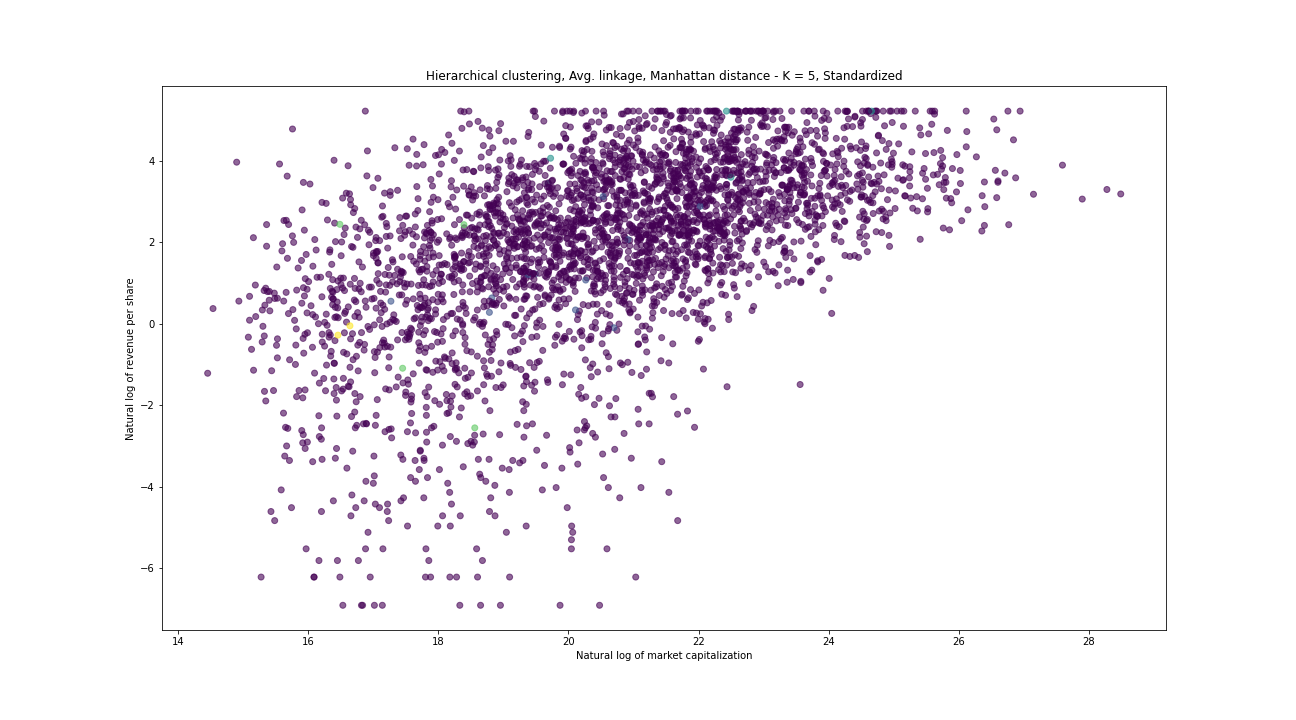 Hierarchical clustering, Avg. linkage, Manhattan distance - K = 5, Standardized
4
2
0
−2
−4
−6
Natural log of revenue per share
14 16 18 20 22 24 26 28
Natural log of market capitalization